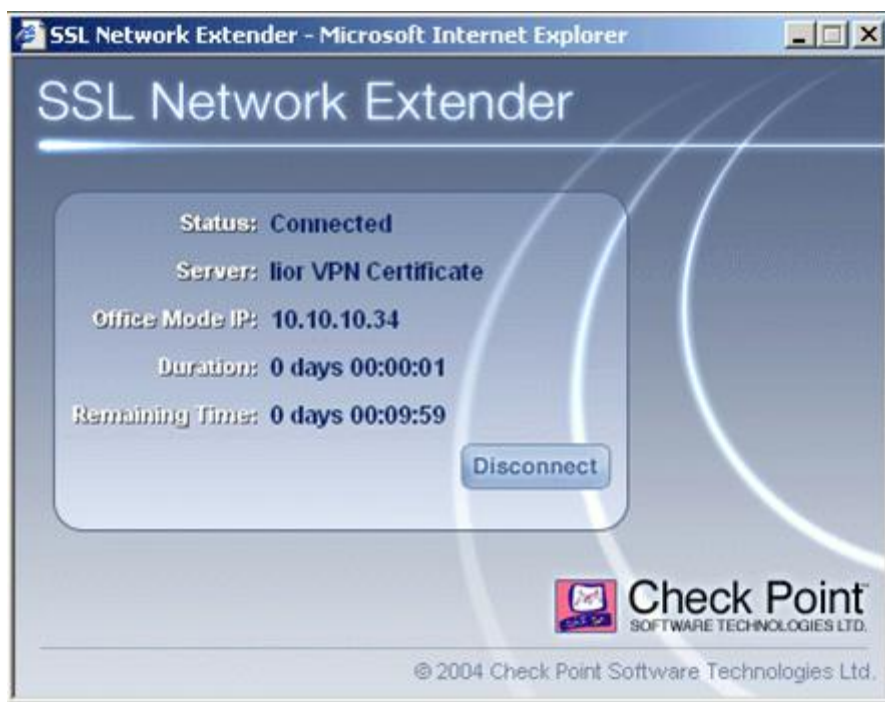 SSL Network Extender - Microsoft Internet Explorer
SSL Network Extender
Status: Connected
Server: lior VPN Certificate
Office Mode IP: 10.10.10.34
Duration: 0 days 00:00:01
Remaining Time: 0 days 00:09:59
Disconnect
Check Point™
SOFTWARE TECHNOLOGIES LTD.
© 2004 Check Point Software Technologies Ltd.